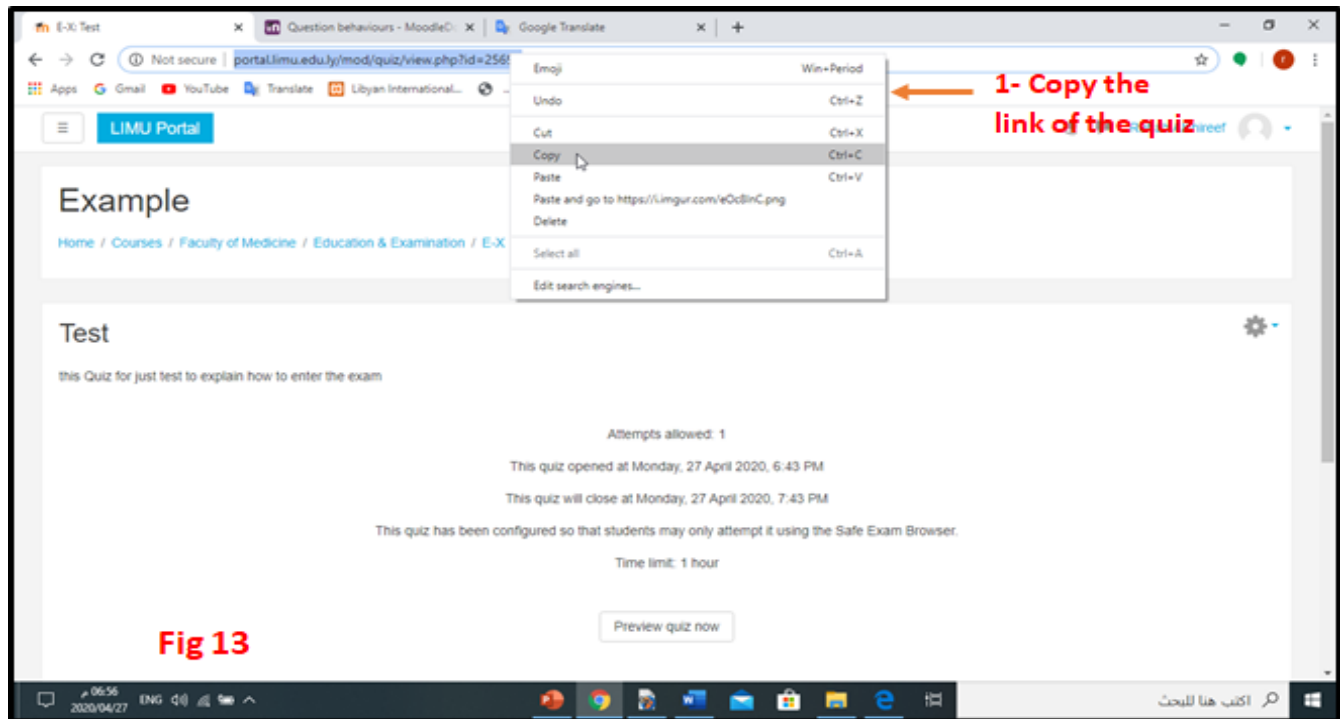 E-X: Test
Question behaviours - MoodleD
Google Translate
Not secure | portal.limu.edu.ly/mod/quiz/view.php?id=256
Apps Gmail YouTube Translate Libyan International...
Emoji Win+Period
Undo Ctrl+Z
Cut Ctrl+X
Copy Ctrl+C
Paste Ctrl+V
Paste and go to https://i.imgur.com/eOc8InC.png
Delete
Select all Ctrl+A
Edit search engines...
1- Copy the
link of the quiz
LIMU Portal
Example
Home / Courses / Faculty of Medicine / Education & Examination / E-X
Test
this Quiz for just test to explain how to enter the exam
Attempts allowed: 1
This quiz opened at Monday, 27 April 2020, 6:43 PM
This quiz will close at Monday, 27 April 2020, 7:43 PM
This quiz has been configured so that students may only attempt it using the Safe Exam Browser.
Time limit: 1 hour
Preview quiz now
Fig 13
06:56 م
2020/04/27
ENG
اكتب هنا للبحث